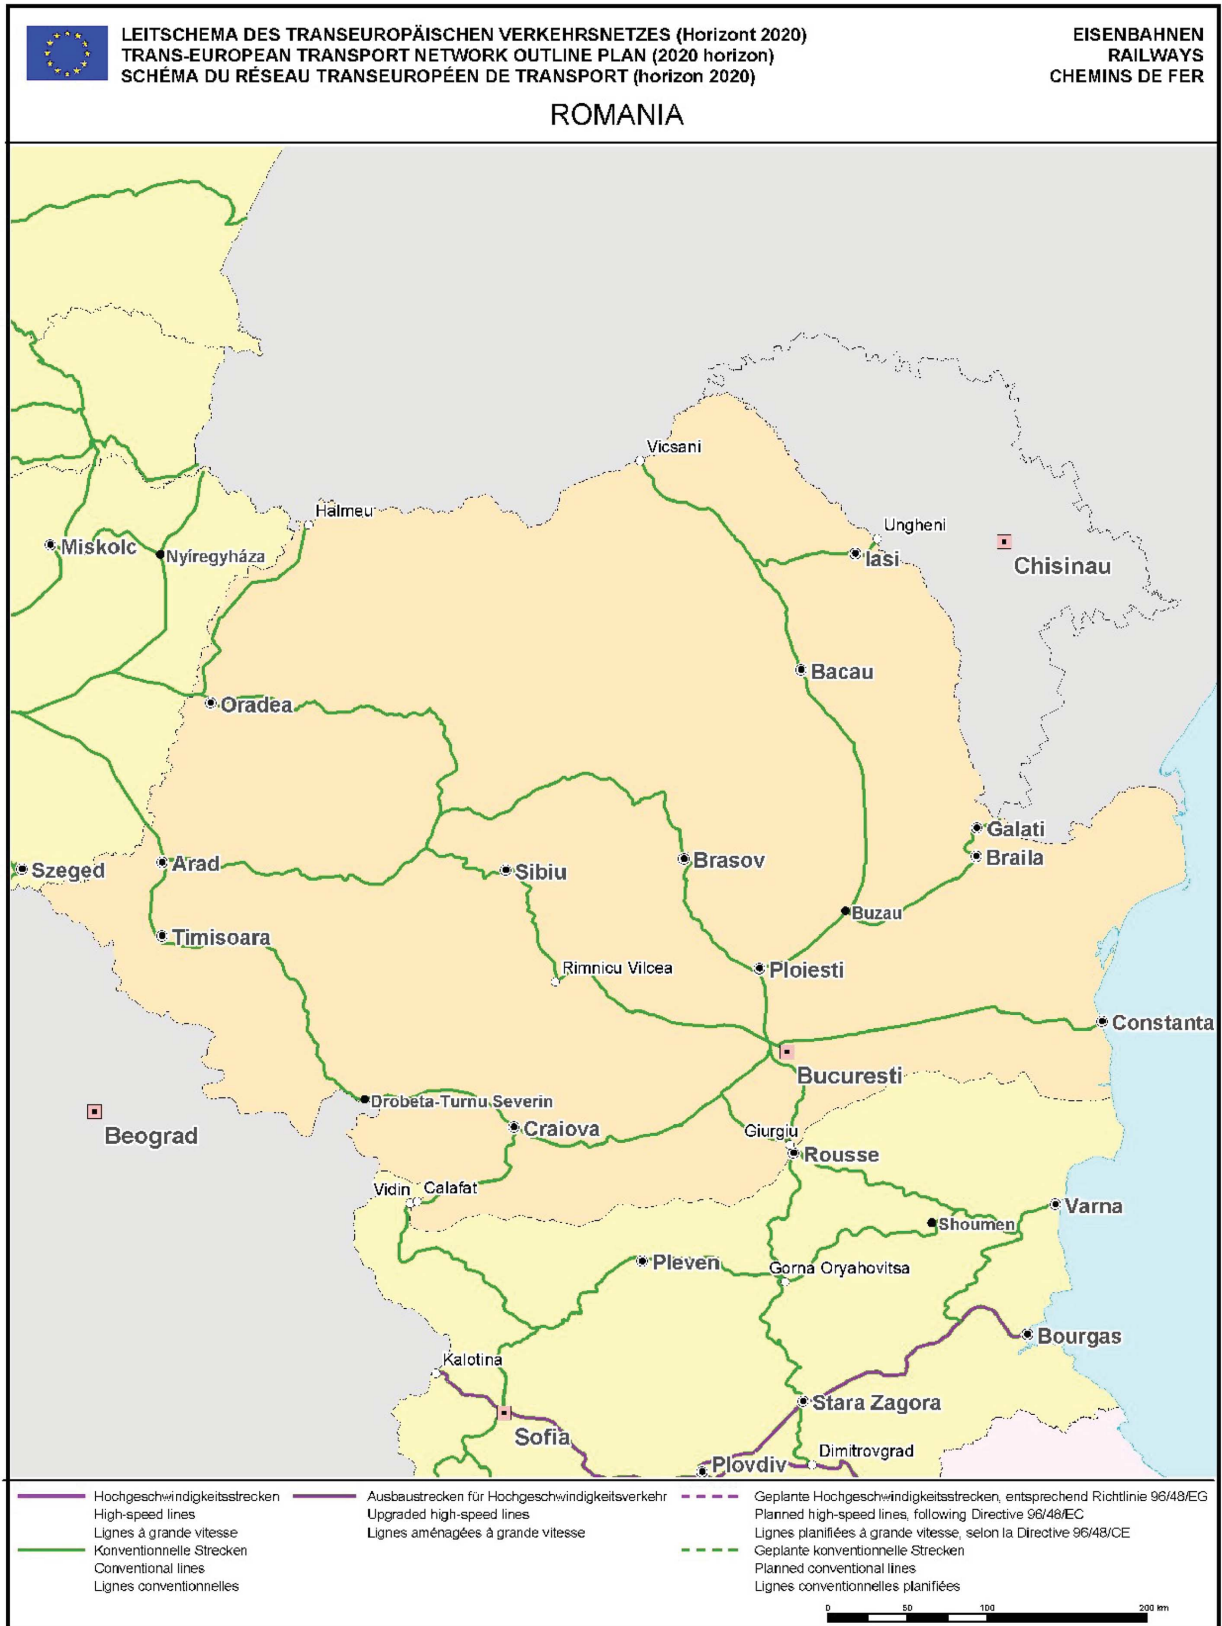 LEITSCHEMA DES TRANSEUROPÄISCHEN VERKEHRSNETZES (Horizont 2020)
TRANS-EUROPEAN TRANSPORT NETWORK OUTLINE PLAN (2020 horizon)
SCHÉMA DU RÉSEAU TRANSEUROPÉEN DE TRANSPORT (horizon 2020)
EISENBAHNEN
RAILWAYS
CHEMINS DE FER
ROMANIA
Vicsani
Halmeu
Ungheni
Miskolc
Nyíregyháza
Iasi
Chisinau
Bacau
Oradea
Galati
Braila
Szeged
Arad
Sibiu
Brasov
Buzau
Timisoara
Rimnicu Vilcea
Ploiesti
Constanta
Bucuresti
Drobeta-Turnu Severin
Beograd
Craiova
Giurgiu
Rousse
Vidin
Calafat
Varna
Shoumen
Pleven
Gorna Oryahovitsa
Bourgas
Kalotina
Stara Zagora
Sofia
Dimitrovgrad
Plovdiv
Hochgeschwindigkeitsstrecken
High-speed lines
Lignes à grande vitesse
Konventionelle Strecken
Conventional lines
Lignes conventionnelles
Ausbaustrecken für Hochgeschwindigkeitsverkehr
Upgraded high-speed lines
Lignes aménagées à grande vitesse
Geplante Hochgeschwindigkeitsstrecken, entsprechend Richtlinie 96/48/EG
Planned high-speed lines, following Directive 96/48/EC
Lignes planifiées à grande vitesse, selon la Directive 96/48/CE
Geplante konventionelle Strecken
Planned conventional lines
Lignes conventionnelles planifiées
0 50 100 200 km